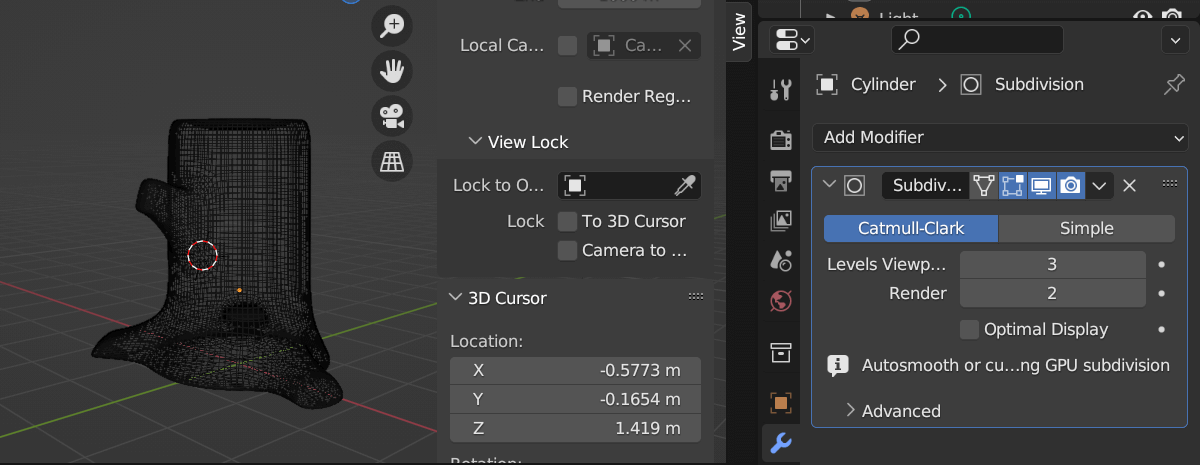 Local Ca...
Ca...
Render Reg...
View Lock
Lock to O...
Lock
To 3D Cursor
Camera to ...
3D Cursor
Location:
X -0.5773 m
Y -0.1654 m
Z 1.419 m
View
Light
Cylinder > Subdivision
Add Modifier
Subdiv...
Catmull-Clark
Simple
Levels Viewp... 3
Render 2
Optimal Display
Autosmooth or cu...ng GPU subdivision
Advanced